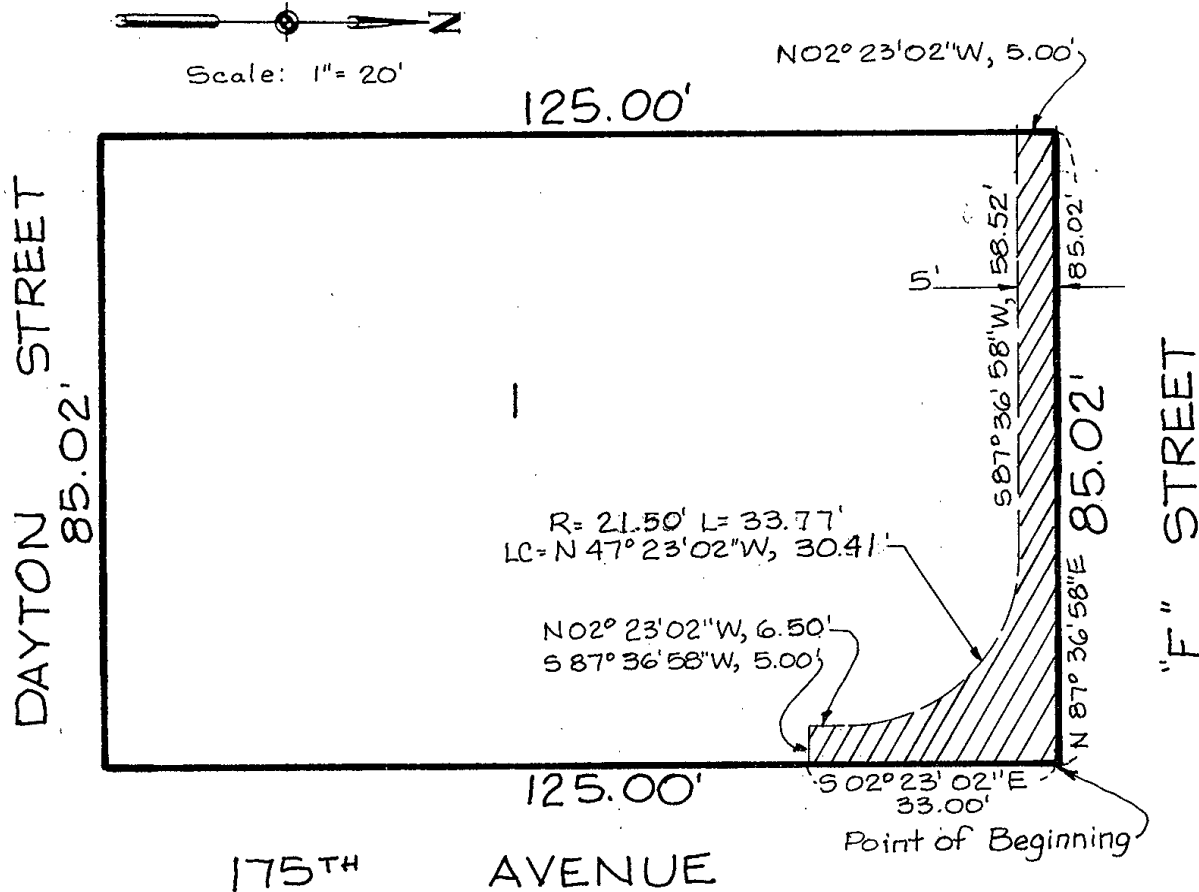 N
Scale: 1"= 20'
N02° 23'02"W, 5.00'
125.00'
DAYTON STREET
85.02'
1
5'
S87° 36' 58"W, 58.52'
85.02'
85.02'
N 87° 36' 58"E
"F" STREET
R= 21.50' L= 33.77'
LC= N 47° 23'02"W, 30.41'
N02° 23'02"W, 6.50'
S 87° 36'58"W, 5.00'
125.00'
S 02° 23' 02"E
33.00'
Point of Beginning
175TH AVENUE